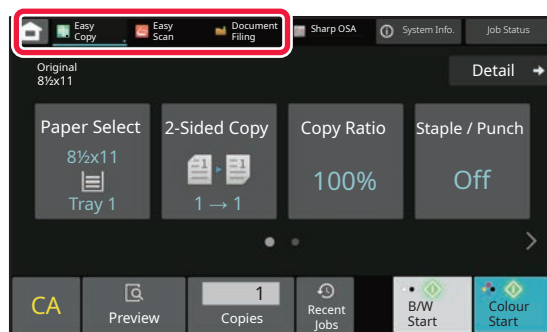 Easy
Copy
Easy
Scan
Document
Filing
Sharp OSA
System Info.
Job Status
Original
8½x11
Detail
Paper Select
8½x11
Tray 1
2-Sided Copy
1
1
1 → 1
Copy Ratio
100%
Staple / Punch
Off
CA
Preview
1
Copies
Recent
Jobs
B/W
Start
Colour
Start